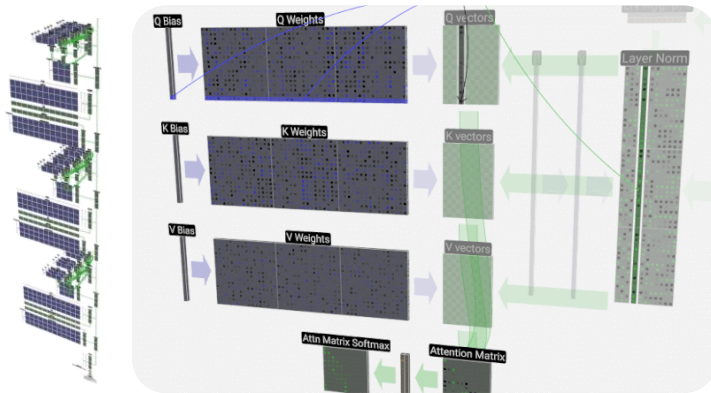 Q Bias
Q Weights
Q vectors
Layer Norm
K Bias
K Weights
K vectors
V Bias
V Weights
V vectors
Attn Matrix Softmax
Attention Matrix